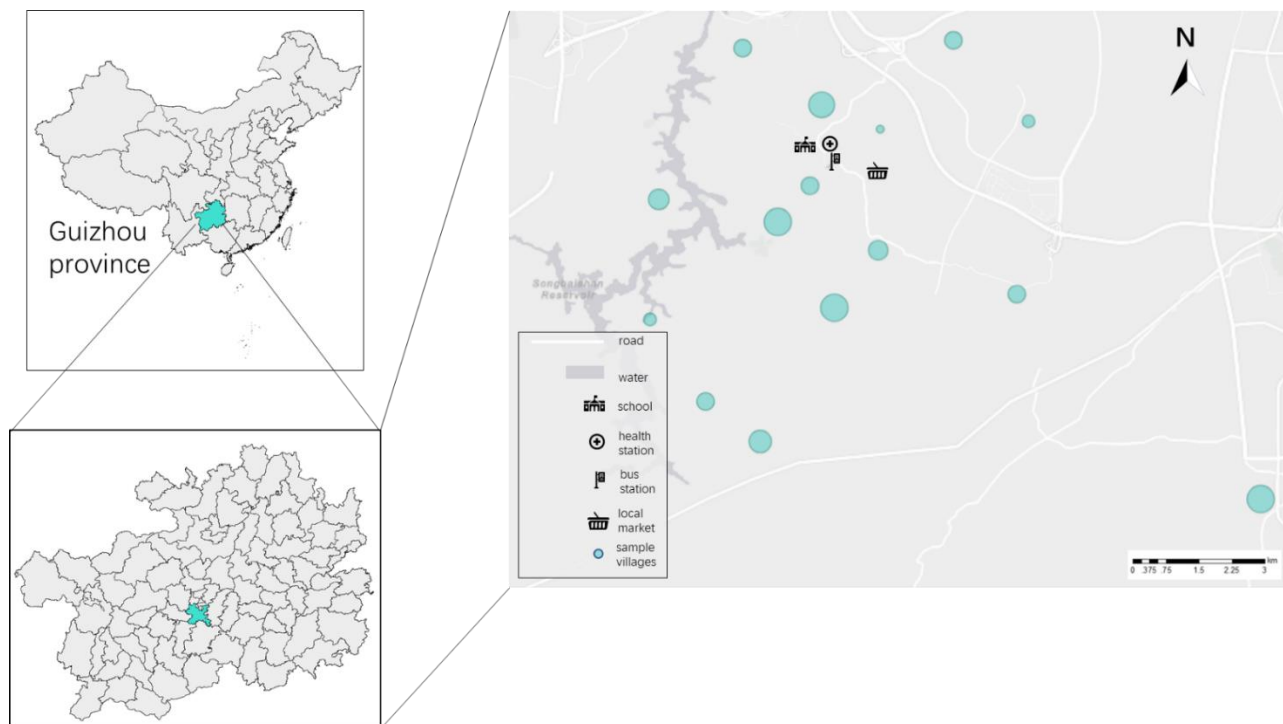 Guizhou
province
N
Songbaishan
Reservoir
road
water
school
health
station
bus
station
local
market
sample
villages
km
0 .375 .75 1.5 2.25 3